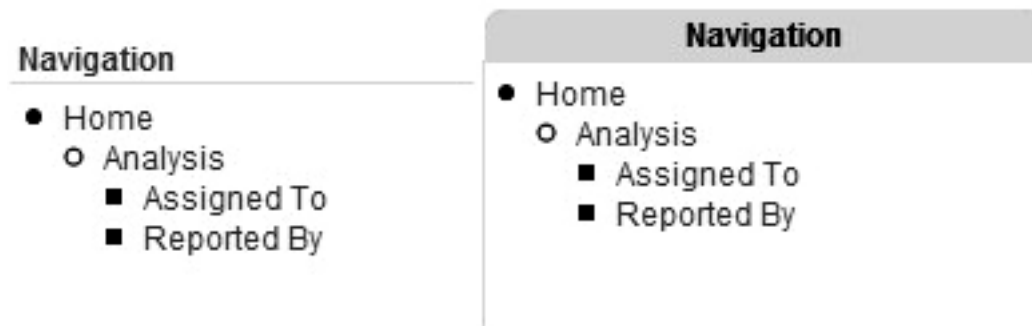 Navigation
Home
Analysis
Assigned To
Reported By
Navigation
Home
Analysis
Assigned To
Reported By